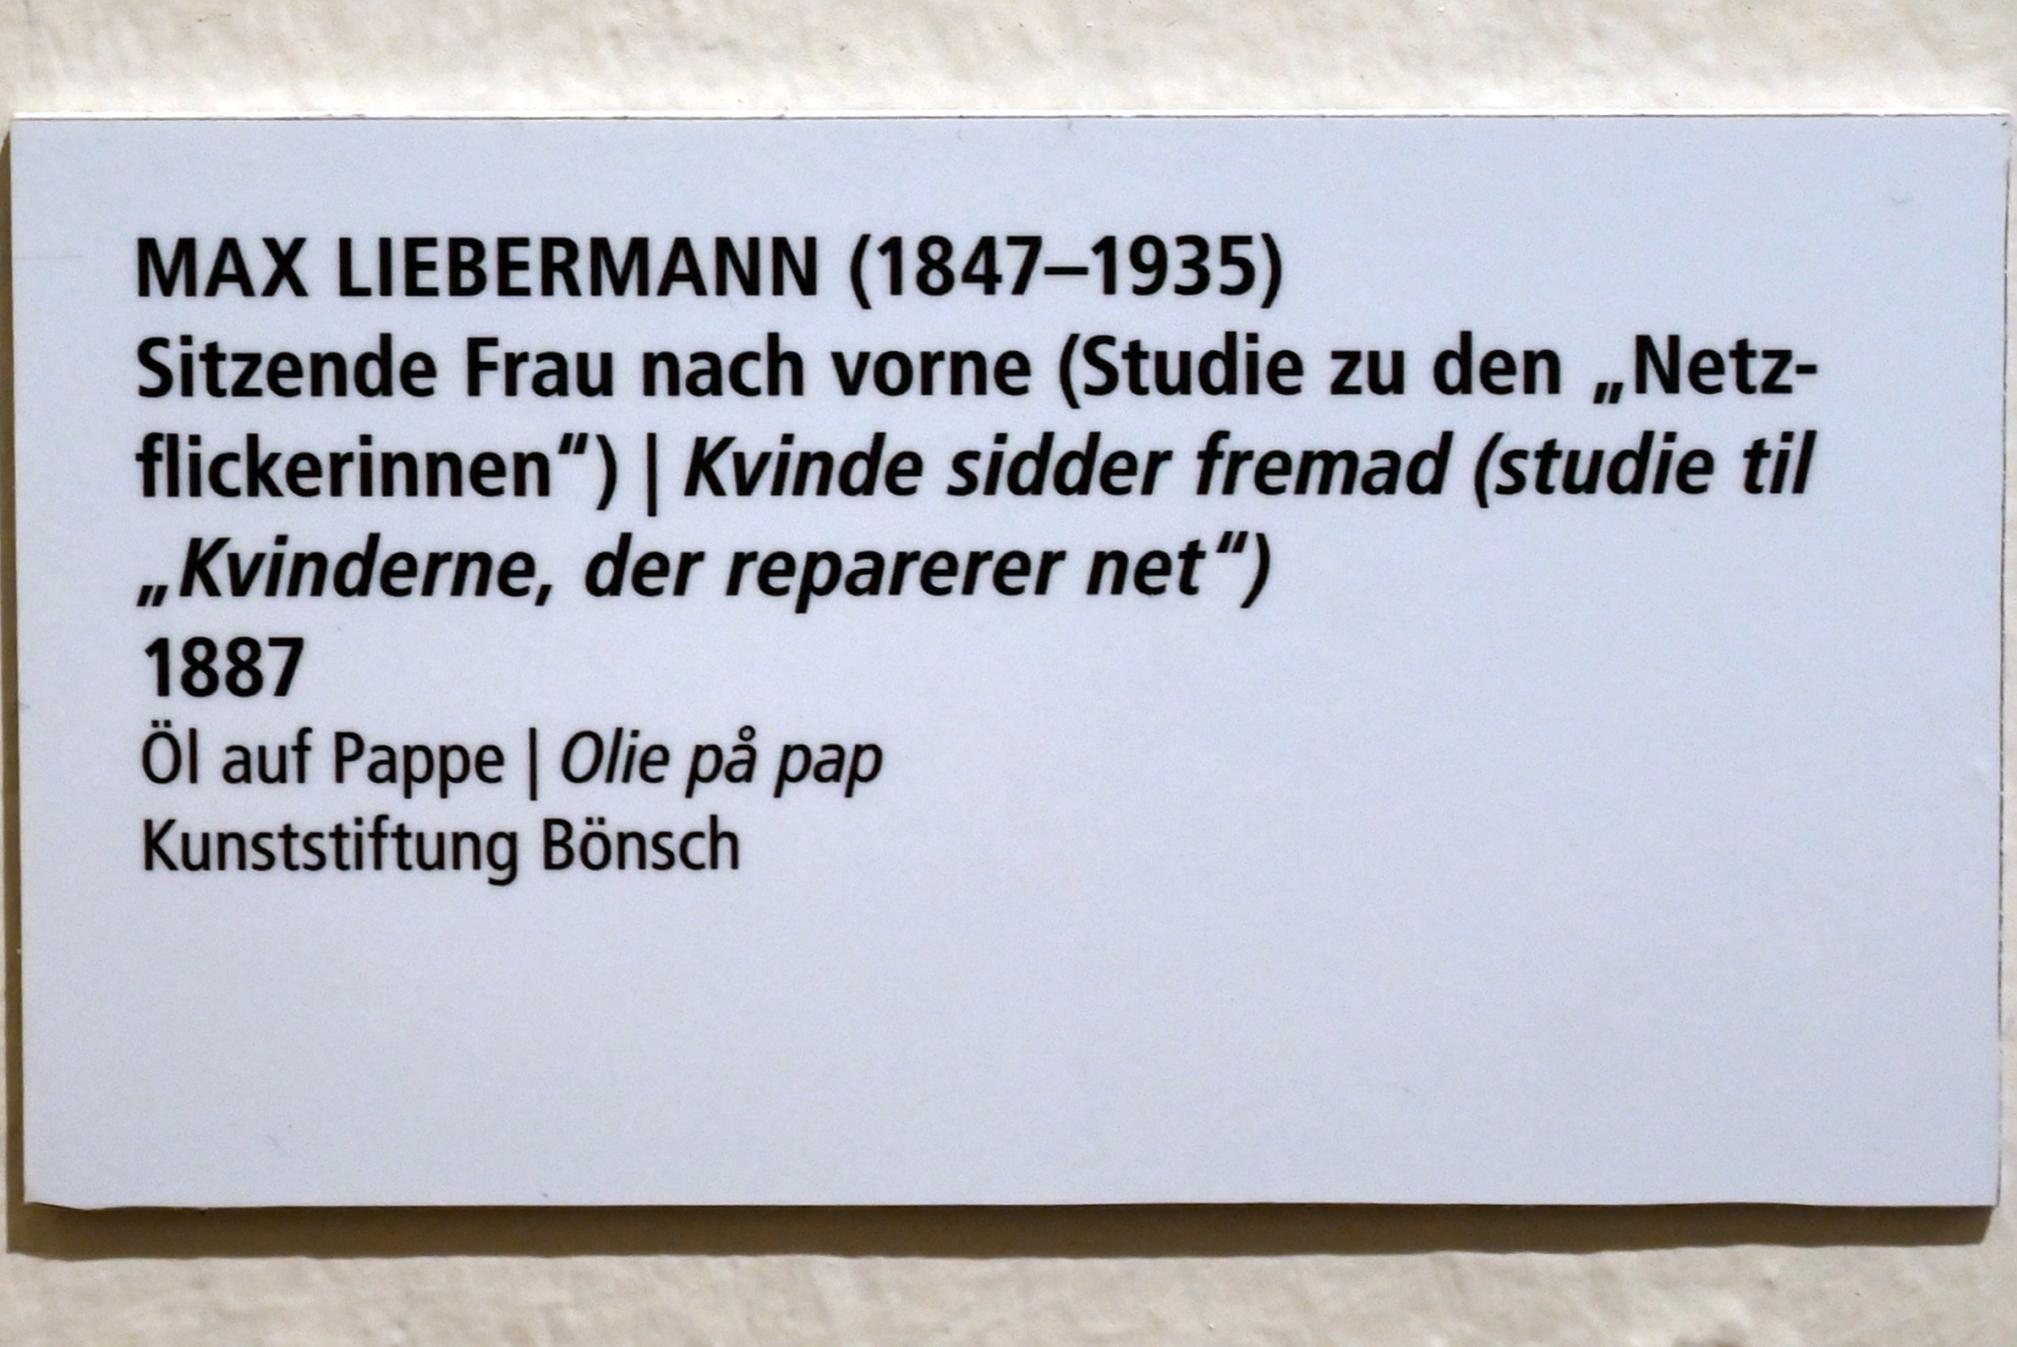 MAX LIEBERMANN (1847–1935)
Sitzende Frau nach vorne (Studie zu den „Netz-
flickerinnen“) | Kvinde sidder fremad (studie til
„Kvinderne, der reparerer net“)
1887
Öl auf Pappe | Olie på pap
Kunststiftung Bönsch